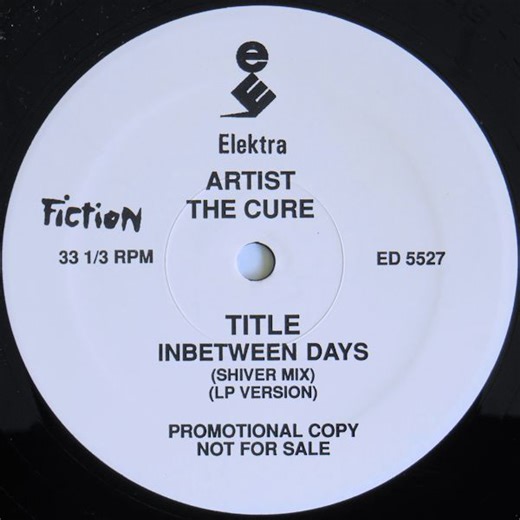 e
E
Elektra
ARTIST
THE CURE
Fiction
33 1/3 RPM
ED 5527
TITLE
INBETWEEN DAYS
(SHIVER MIX)
(LP VERSION)
PROMOTIONAL COPY
NOT FOR SALE